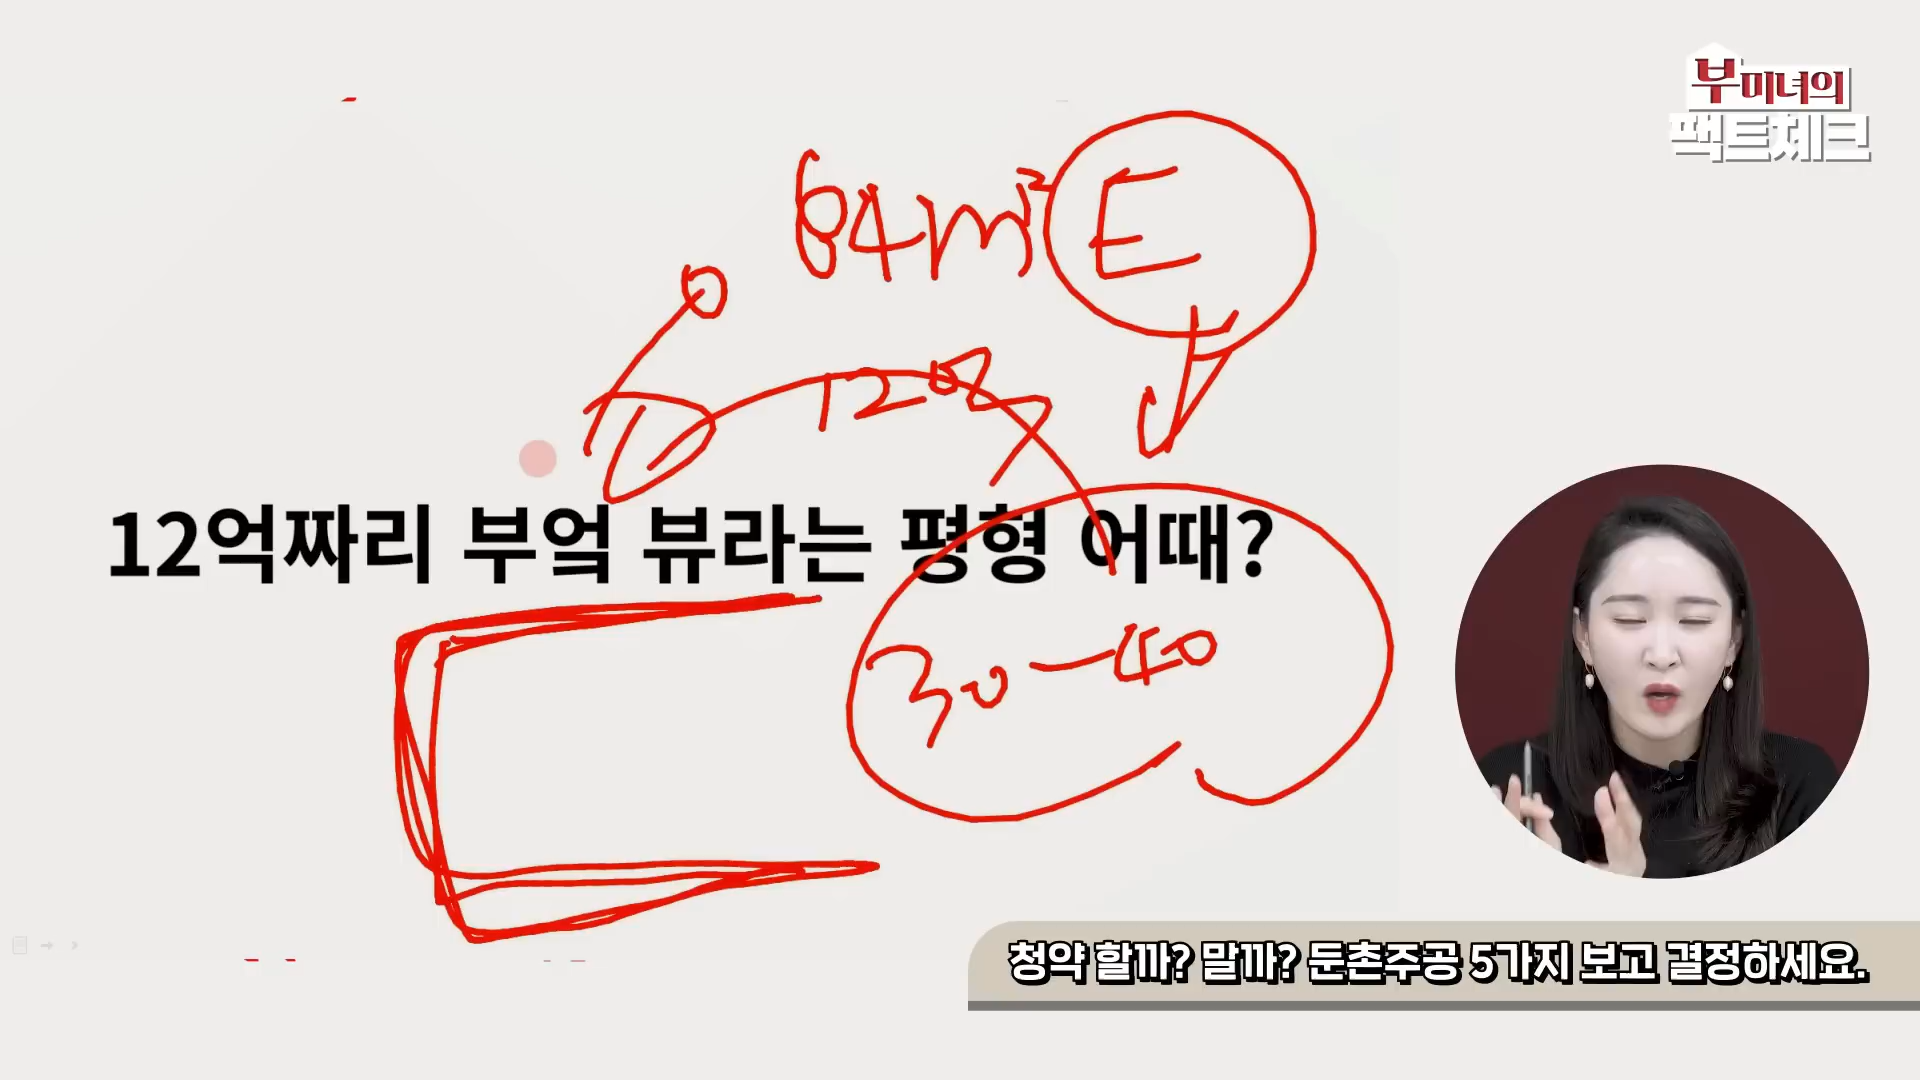 부미녀의
팩트체크
84m² E
12억
12억짜리 부엌 뷰라는 평형 어때?
30-40
청약 할까? 말까? 둔촌주공 5가지 보고 결정하세요.